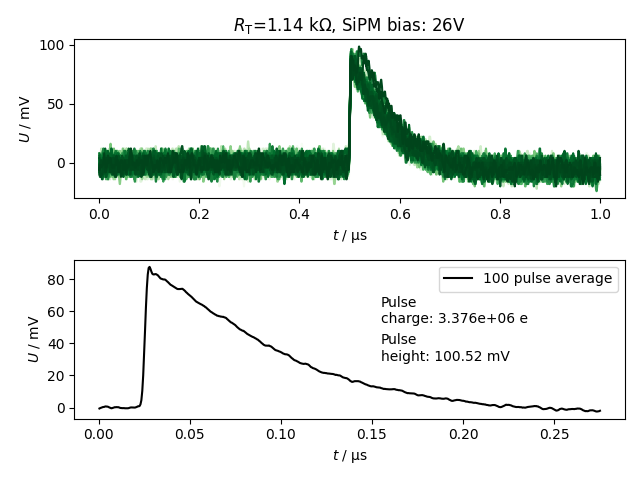 R_T=1.14 kΩ, SiPM bias: 26V
100
50
0
U / mV
0.0 0.2 0.4 0.6 0.8 1.0
t / µs
80
60
40
20
0
U / mV
100 pulse average
Pulse
charge: 3.376e+06 e
Pulse
height: 100.52 mV
0.00 0.05 0.10 0.15 0.20 0.25
t / µs